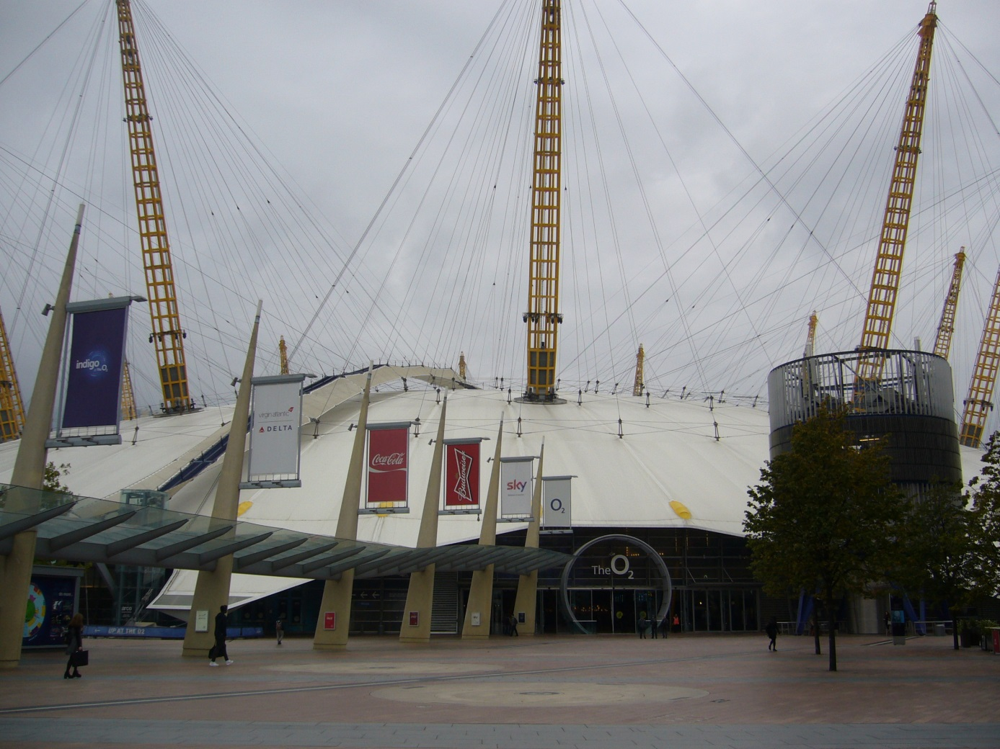 indigo
at The O2
virgin atlantic
DELTA
Coca-Cola
Budweiser
sky
O2
The O2
UP AT THE O2